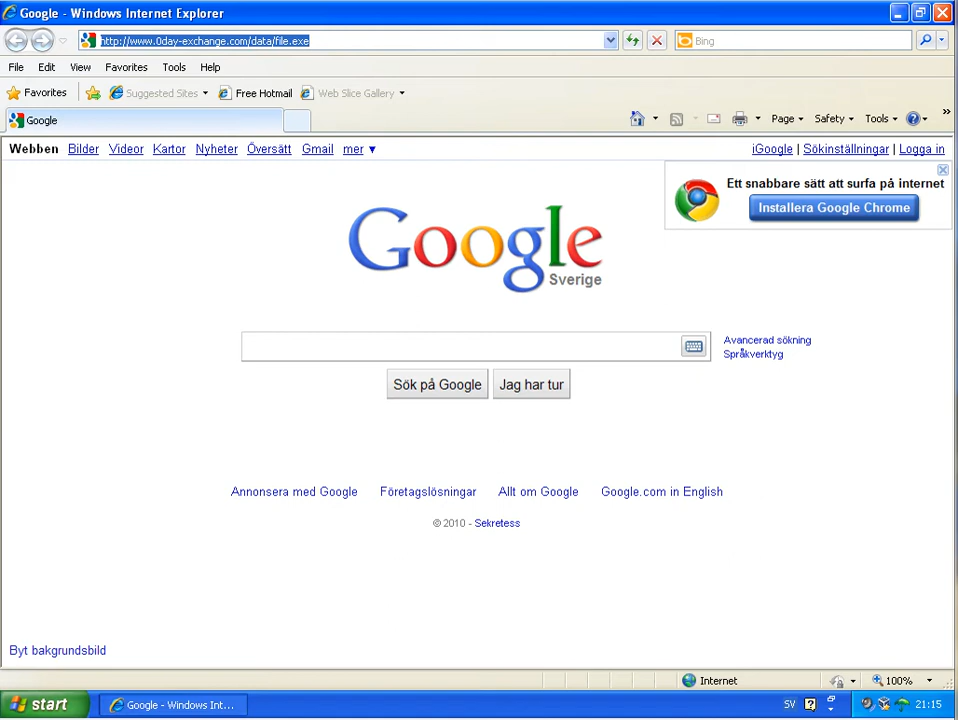 Google - Windows Internet Explorer
http://www.0day-exchange.com/data/file.exe
Bing
File Edit View Favorites Tools Help
Favorites Suggested Sites Free Hotmail Web Slice Gallery
Google Page Safety Tools »
Webben Bilder Videor Kartor Nyheter Översätt Gmail mer ▼ iGoogle | Sökinställningar | Logga in
Ett snabbare sätt att surfa på internet
Installera Google Chrome
Google
Sverige
Avancerad sökning
Språkverktyg
Sök på Google Jag har tur
Annonsera med Google Företagslösningar Allt om Google Google.com in English
© 2010 - Sekretess
Byt bakgrundsbild
Internet 100%
start Google - Windows Int... SV 21:15